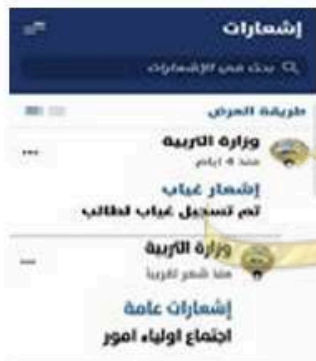 إشعارات
بحث في الإشعارات
طريقة العرض
وزارة التربية
منذ 4 أيام
إشعار غياب
تم تسجيل غياب لطالب
وزارة التربية
منذ شهر تقريبا
إشعارات عامة
اجتماع اولياء امور